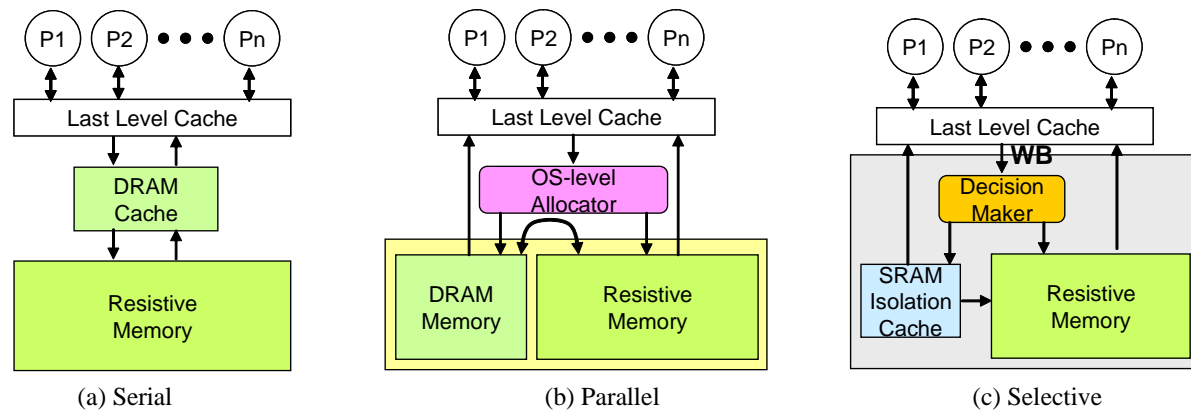 P1 P2 Pn
Last Level Cache
DRAM
Cache
Resistive
Memory
(a) Serial
P1 P2 Pn
Last Level Cache
OS-level
Allocator
DRAM
Memory
Resistive
Memory
(b) Parallel
P1 P2 Pn
Last Level Cache
WB
Decision
Maker
SRAM
Isolation
Cache
Resistive
Memory
(c) Selective